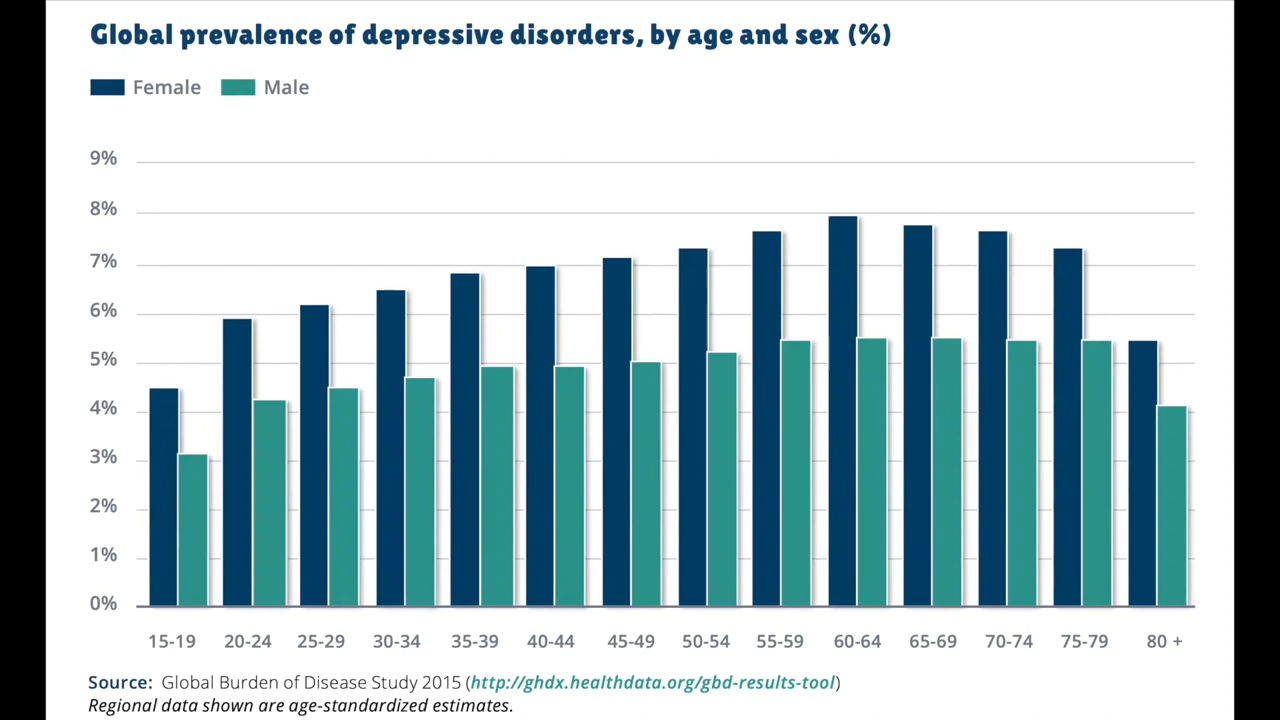 Global prevalence of depressive disorders, by age and sex (%)
Female Male
9%
8%
7%
6%
5%
4%
3%
2%
1%
0%
15-19 20-24 25-29 30-34 35-39 40-44 45-49 50-54 55-59 60-64 65-69 70-74 75-79 80 +
Source: Global Burden of Disease Study 2015 (http://ghdx.healthdata.org/gbd-results-tool)
Regional data shown are age-standardized estimates.